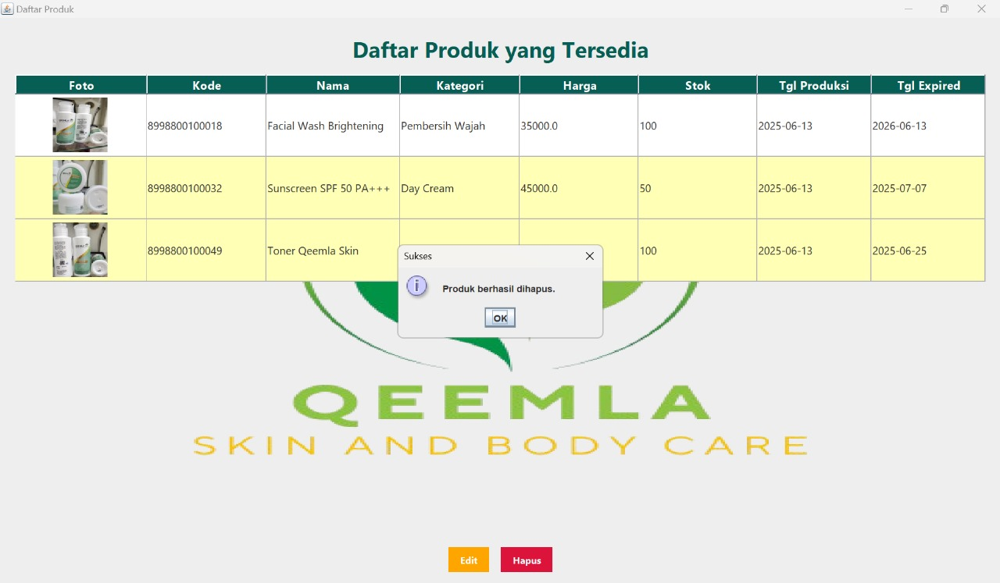 Daftar Produk
Daftar Produk yang Tersedia
Foto Kode Nama Kategori Harga Stok Tgl Produksi Tgl Expired
8998800100018 Facial Wash Brightening Pembersih Wajah 35000.0 100 2025-06-13 2026-06-13
8998800100032 Sunscreen SPF 50 PA+++ Day Cream 45000.0 50 2025-06-13 2025-07-07
8998800100049 Toner Qeemla Skin 100 2025-06-13 2025-06-25
Sukses
Produk berhasil dihapus.
OK
QEEMLA
SKIN AND BODY CARE
Edit Hapus